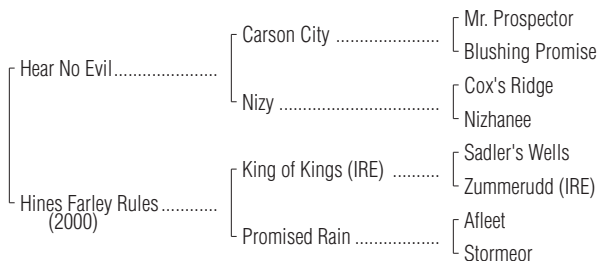 Mr. Prospector
Carson City ....................
Blushing Promise
Hear No Evil....................
Cox's Ridge
Nizy ...............................
Nizhanee
Sadler's Wells
King of Kings (IRE) ..........
Zummerudd (IRE)
Hines Farley Rules............
(2000)
Afleet
Promised Rain ................
Stormeor